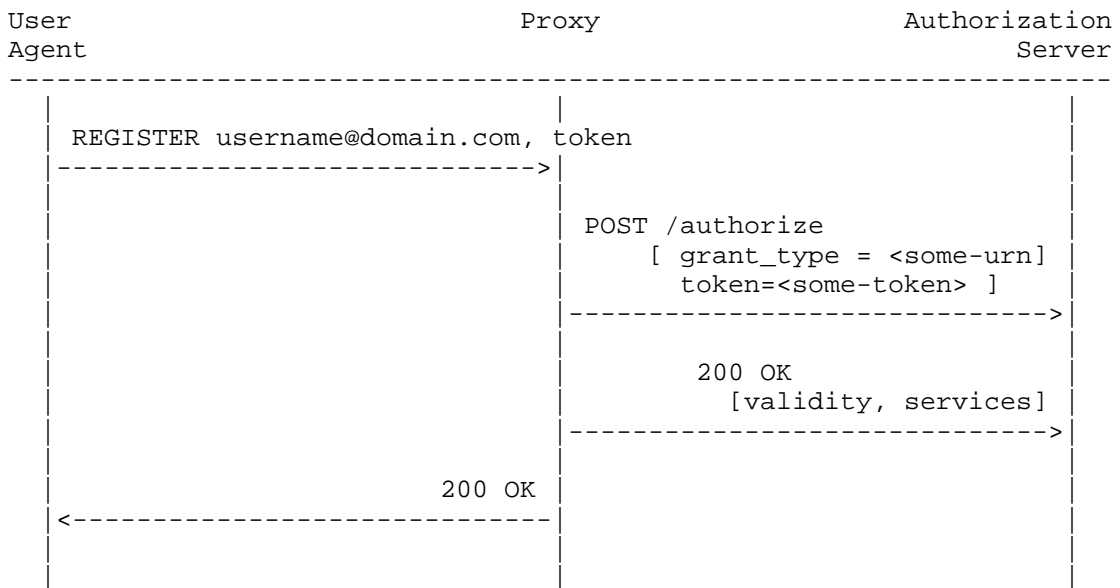 User Proxy Authorization
Agent Server
REGISTER username@domain.com, token
POST /authorize
[ grant_type = <some-urn]
token=<some-token> ]
200 OK
[validity, services]
200 OK